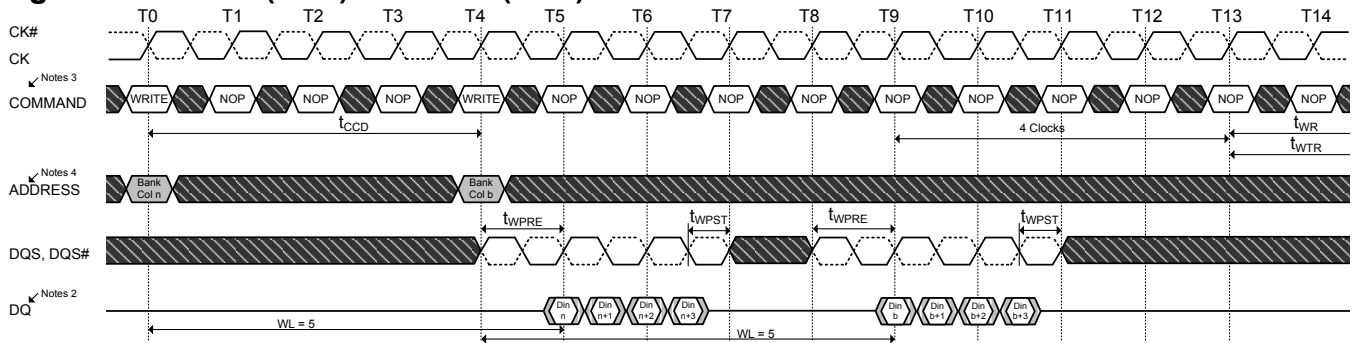 T0 T1 T2 T3 T4 T5 T6 T7 T8 T9 T10 T11 T12 T13 T14
CK#
CK
Notes 3
COMMAND WRITE NOP NOP NOP WRITE NOP NOP NOP NOP NOP NOP NOP NOP NOP NOP
tCCD 4 Clocks tWR
tWTR
Notes 4
ADDRESS Bank Col n Bank Col b
tWPRE tWPST tWPRE tWPST
DQS, DQS#
Notes 2
DQ Din n Din n+1 Din n+2 Din n+3 Din b Din b+1 Din b+2 Din b+3
WL = 5 WL = 5